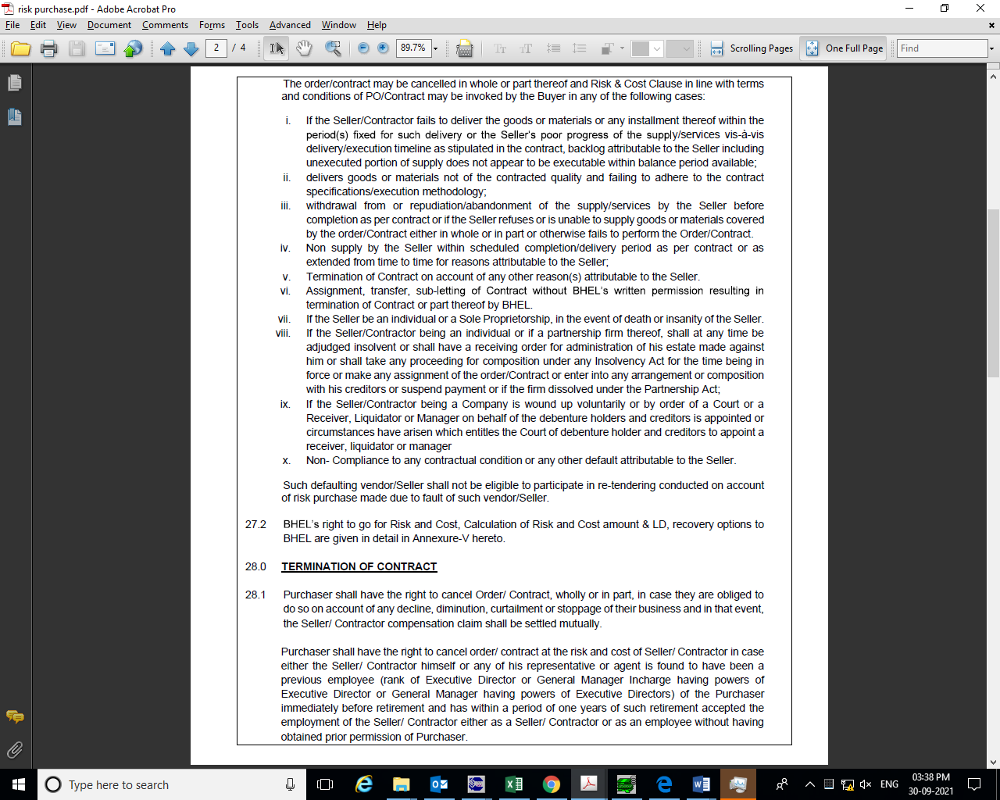 risk purchase.pdf - Adobe Acrobat Pro
File Edit View Document Comments Forms Tools Advanced Window Help
2 / 4 89.7% Scrolling Pages One Full Page Find
The order/contract may be cancelled in whole or part thereof and Risk & Cost Clause in line with terms
and conditions of PO/Contract may be invoked by the Buyer in any of the following cases:
i. If the Seller/Contractor fails to deliver the goods or materials or any installment thereof within the
period(s) fixed for such delivery or the Seller's poor progress of the supply/services vis-à-vis
delivery/execution timeline as stipulated in the contract, backlog attributable to the Seller including
unexecuted portion of supply does not appear to be executable within balance period available;
ii. delivers goods or materials not of the contracted quality and failing to adhere to the contract
specifications/execution methodology;
iii. withdrawal from or repudiation/abandonment of the supply/services by the Seller before
completion as per contract or if the Seller refuses or is unable to supply goods or materials covered
by the order/Contract either in whole or in part or otherwise fails to perform the Order/Contract.
iv. Non supply by the Seller within scheduled completion/delivery period as per contract or as
extended from time to time for reasons attributable to the Seller;
v. Termination of Contract on account of any other reason(s) attributable to the Seller.
vi. Assignment, transfer, sub-letting of Contract without BHEL's written permission resulting in
termination of Contract or part thereof by BHEL.
vii. If the Seller be an individual or a Sole Proprietorship, in the event of death or insanity of the Seller.
viii. If the Seller/Contractor being an individual or if a partnership firm thereof, shall at any time be
adjudged insolvent or shall have a receiving order for administration of his estate made against
him or shall take any proceeding for composition under any Insolvency Act for the time being in
force or make any assignment of the order/Contract or enter into any arrangement or composition
with his creditors or suspend payment or if the firm dissolved under the Partnership Act;
ix. If the Seller/Contractor being a Company is wound up voluntarily or by order of a Court or a
Receiver, Liquidator or Manager on behalf of the debenture holders and creditors is appointed or
circumstances have arisen which entitles the Court of debenture holder and creditors to appoint a
receiver, liquidator or manager
x. Non- Compliance to any contractual condition or any other default attributable to the Seller.
Such defaulting vendor/Seller shall not be eligible to participate in re-tendering conducted on account
of risk purchase made due to fault of such vendor/Seller.
27.2 BHEL's right to go for Risk and Cost, Calculation of Risk and Cost amount & LD, recovery options to
BHEL are given in detail in Annexure-V hereto.
28.0 TERMINATION OF CONTRACT
28.1 Purchaser shall have the right to cancel Order/ Contract, wholly or in part, in case they are obliged to
do so on account of any decline, diminution, curtailment or stoppage of their business and in that event,
the Seller/ Contractor compensation claim shall be settled mutually.
Purchaser shall have the right to cancel order/ contract at the risk and cost of Seller/ Contractor in case
either the Seller/ Contractor himself or any of his representative or agent is found to have been a
previous employee (rank of Executive Director or General Manager Incharge having powers of
Executive Director or General Manager having powers of Executive Directors) of the Purchaser
immediately before retirement and has within a period of one years of such retirement accepted the
employment of the Seller/ Contractor either as a Seller/ Contractor or as an employee without having
obtained prior permission of Purchaser.
Type here to search
ENG 03:38 PM
30-09-2021